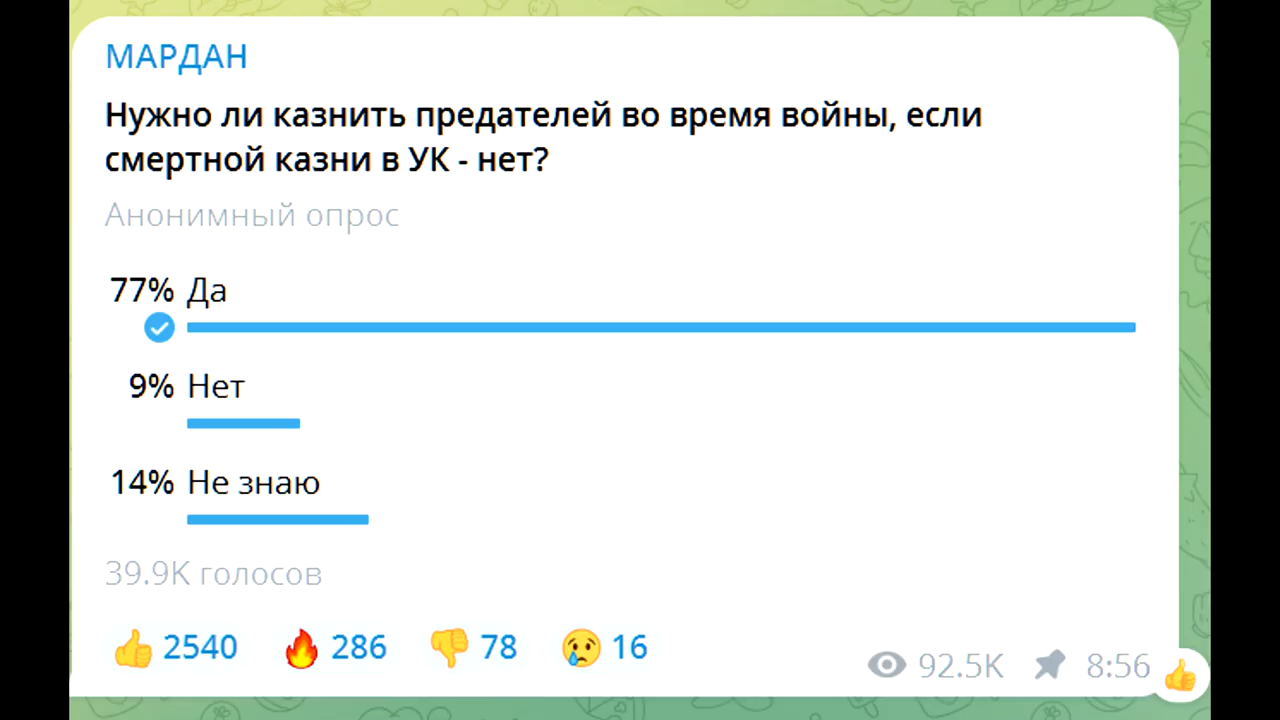 МАРДАН
Нужно ли казнить предателей во время войны, если
смертной казни в УК - нет?
Анонимный опрос
77% Да
9% Нет
14% Не знаю
39.9K голосов
2540 286 78 16
92.5K 8:56